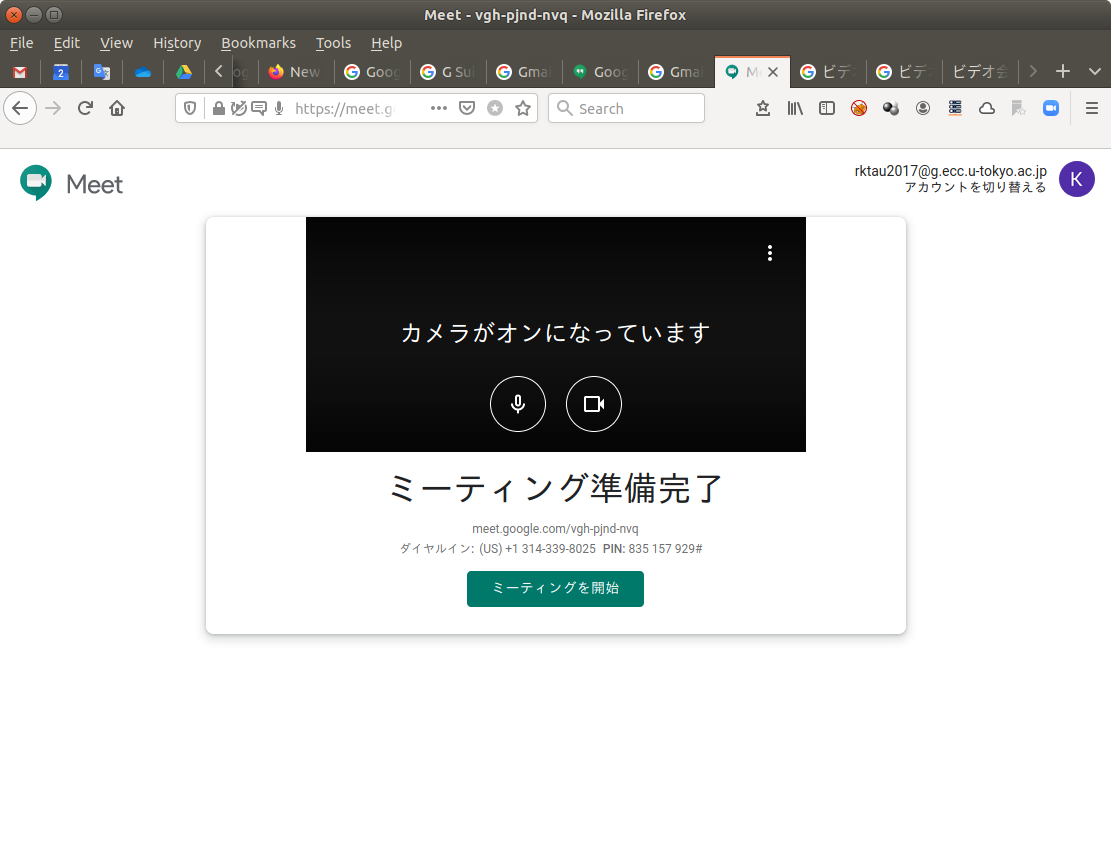 Meet - vgh-pjnd-nvq - Mozilla Firefox
File Edit View History Bookmarks Tools Help
2 New Goog G Sui Gmai Goog Gmai M ビデ ビデ ビデオ会
https://meet.g Search
Meet
rktau2017@g.ecc.u-tokyo.ac.jp
アカウントを切り替える
K
カメラがオンになっています
ミーティング準備完了
meet.google.com/vgh-pjnd-nvq
ダイヤルイン: (US) +1 314-339-8025 PIN: 835 157 929#
ミーティングを開始